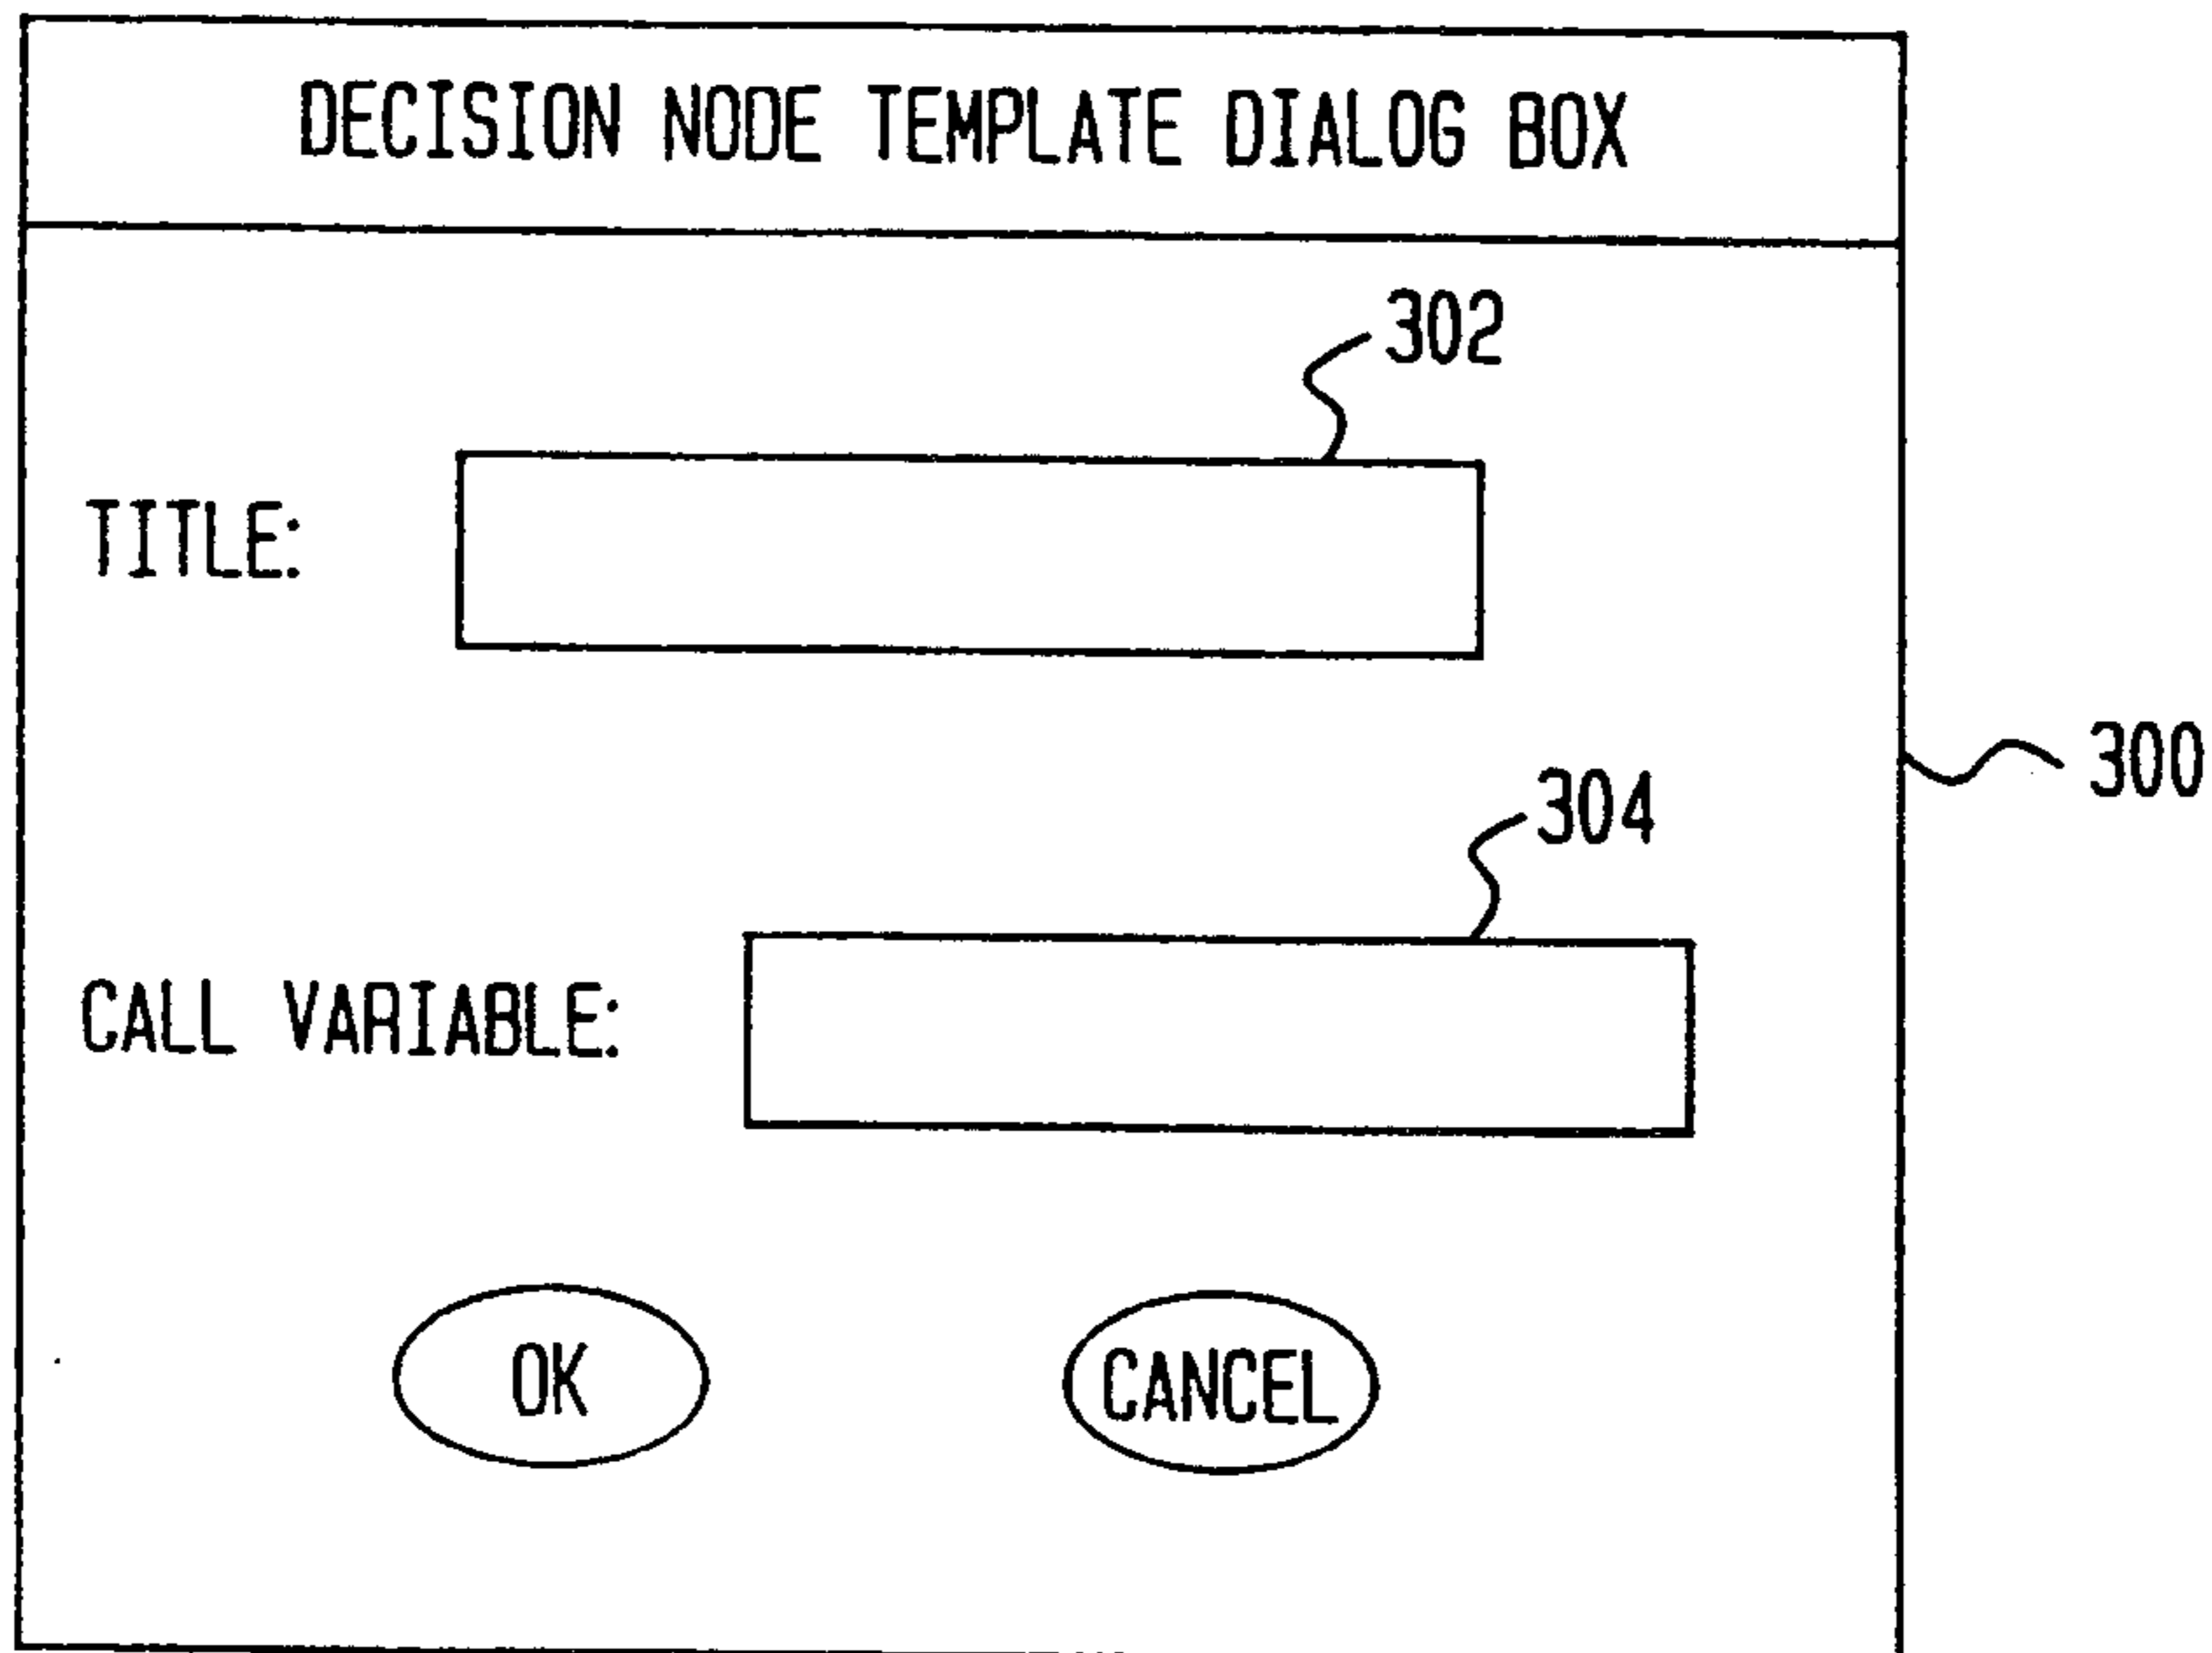 DECISION NODE TEMPLATE DIALOG BOX
302
TITLE:
300
304
CALL VARIABLE:
OK CANCEL